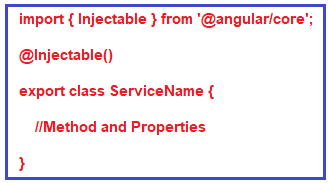 import { Injectable } from '@angular/core';
@Injectable()
export class ServiceName {
//Method and Properties
}